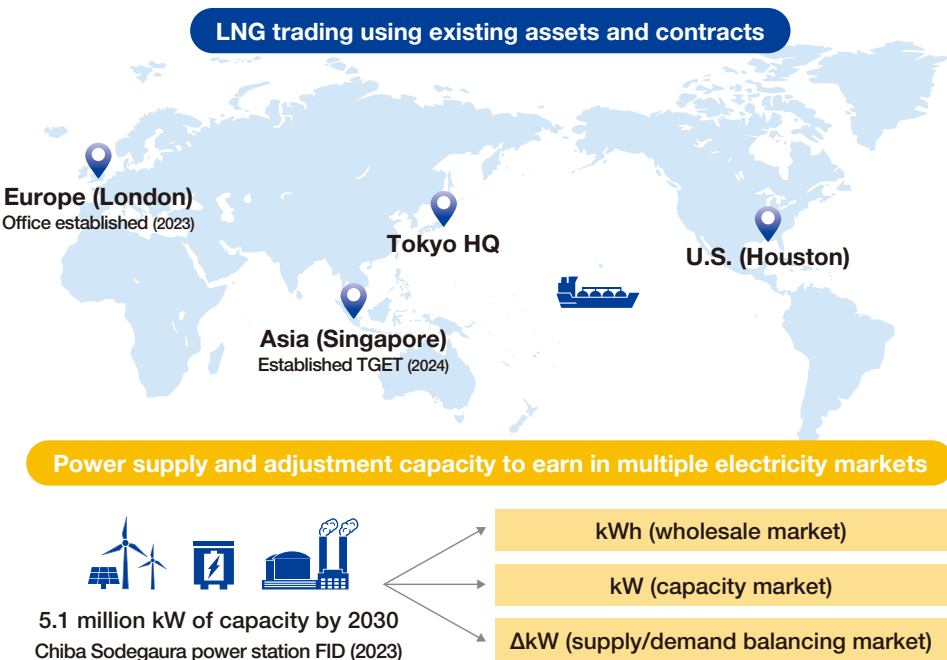 LNG trading using existing assets and contracts
Europe (London)
Office established (2023)
Tokyo HQ
U.S. (Houston)
Asia (Singapore)
Established TGET (2024)
Power supply and adjustment capacity to earn in multiple electricity markets
kWh (wholesale market)
kW (capacity market)
ΔkW (supply/demand balancing market)
5.1 million kW of capacity by 2030
Chiba Sodegaura power station FID (2023)